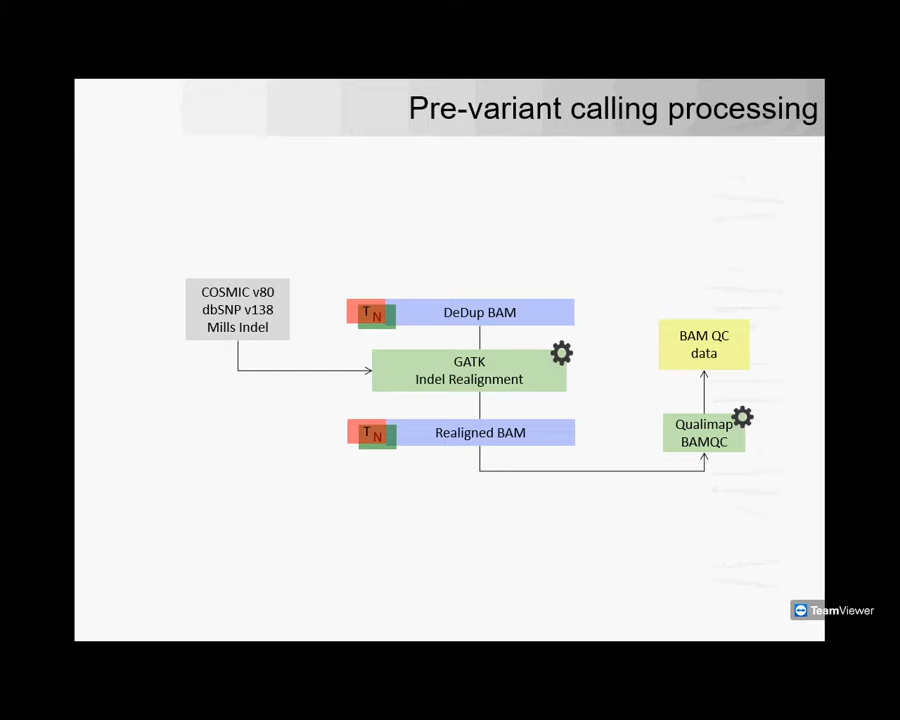 Pre-variant calling processing
COSMIC v80
dbSNP v138
Mills Indel
T N
DeDup BAM
GATK
Indel Realignment
T N
Realigned BAM
BAM QC
data
Qualimap
BAMQC
TeamViewer